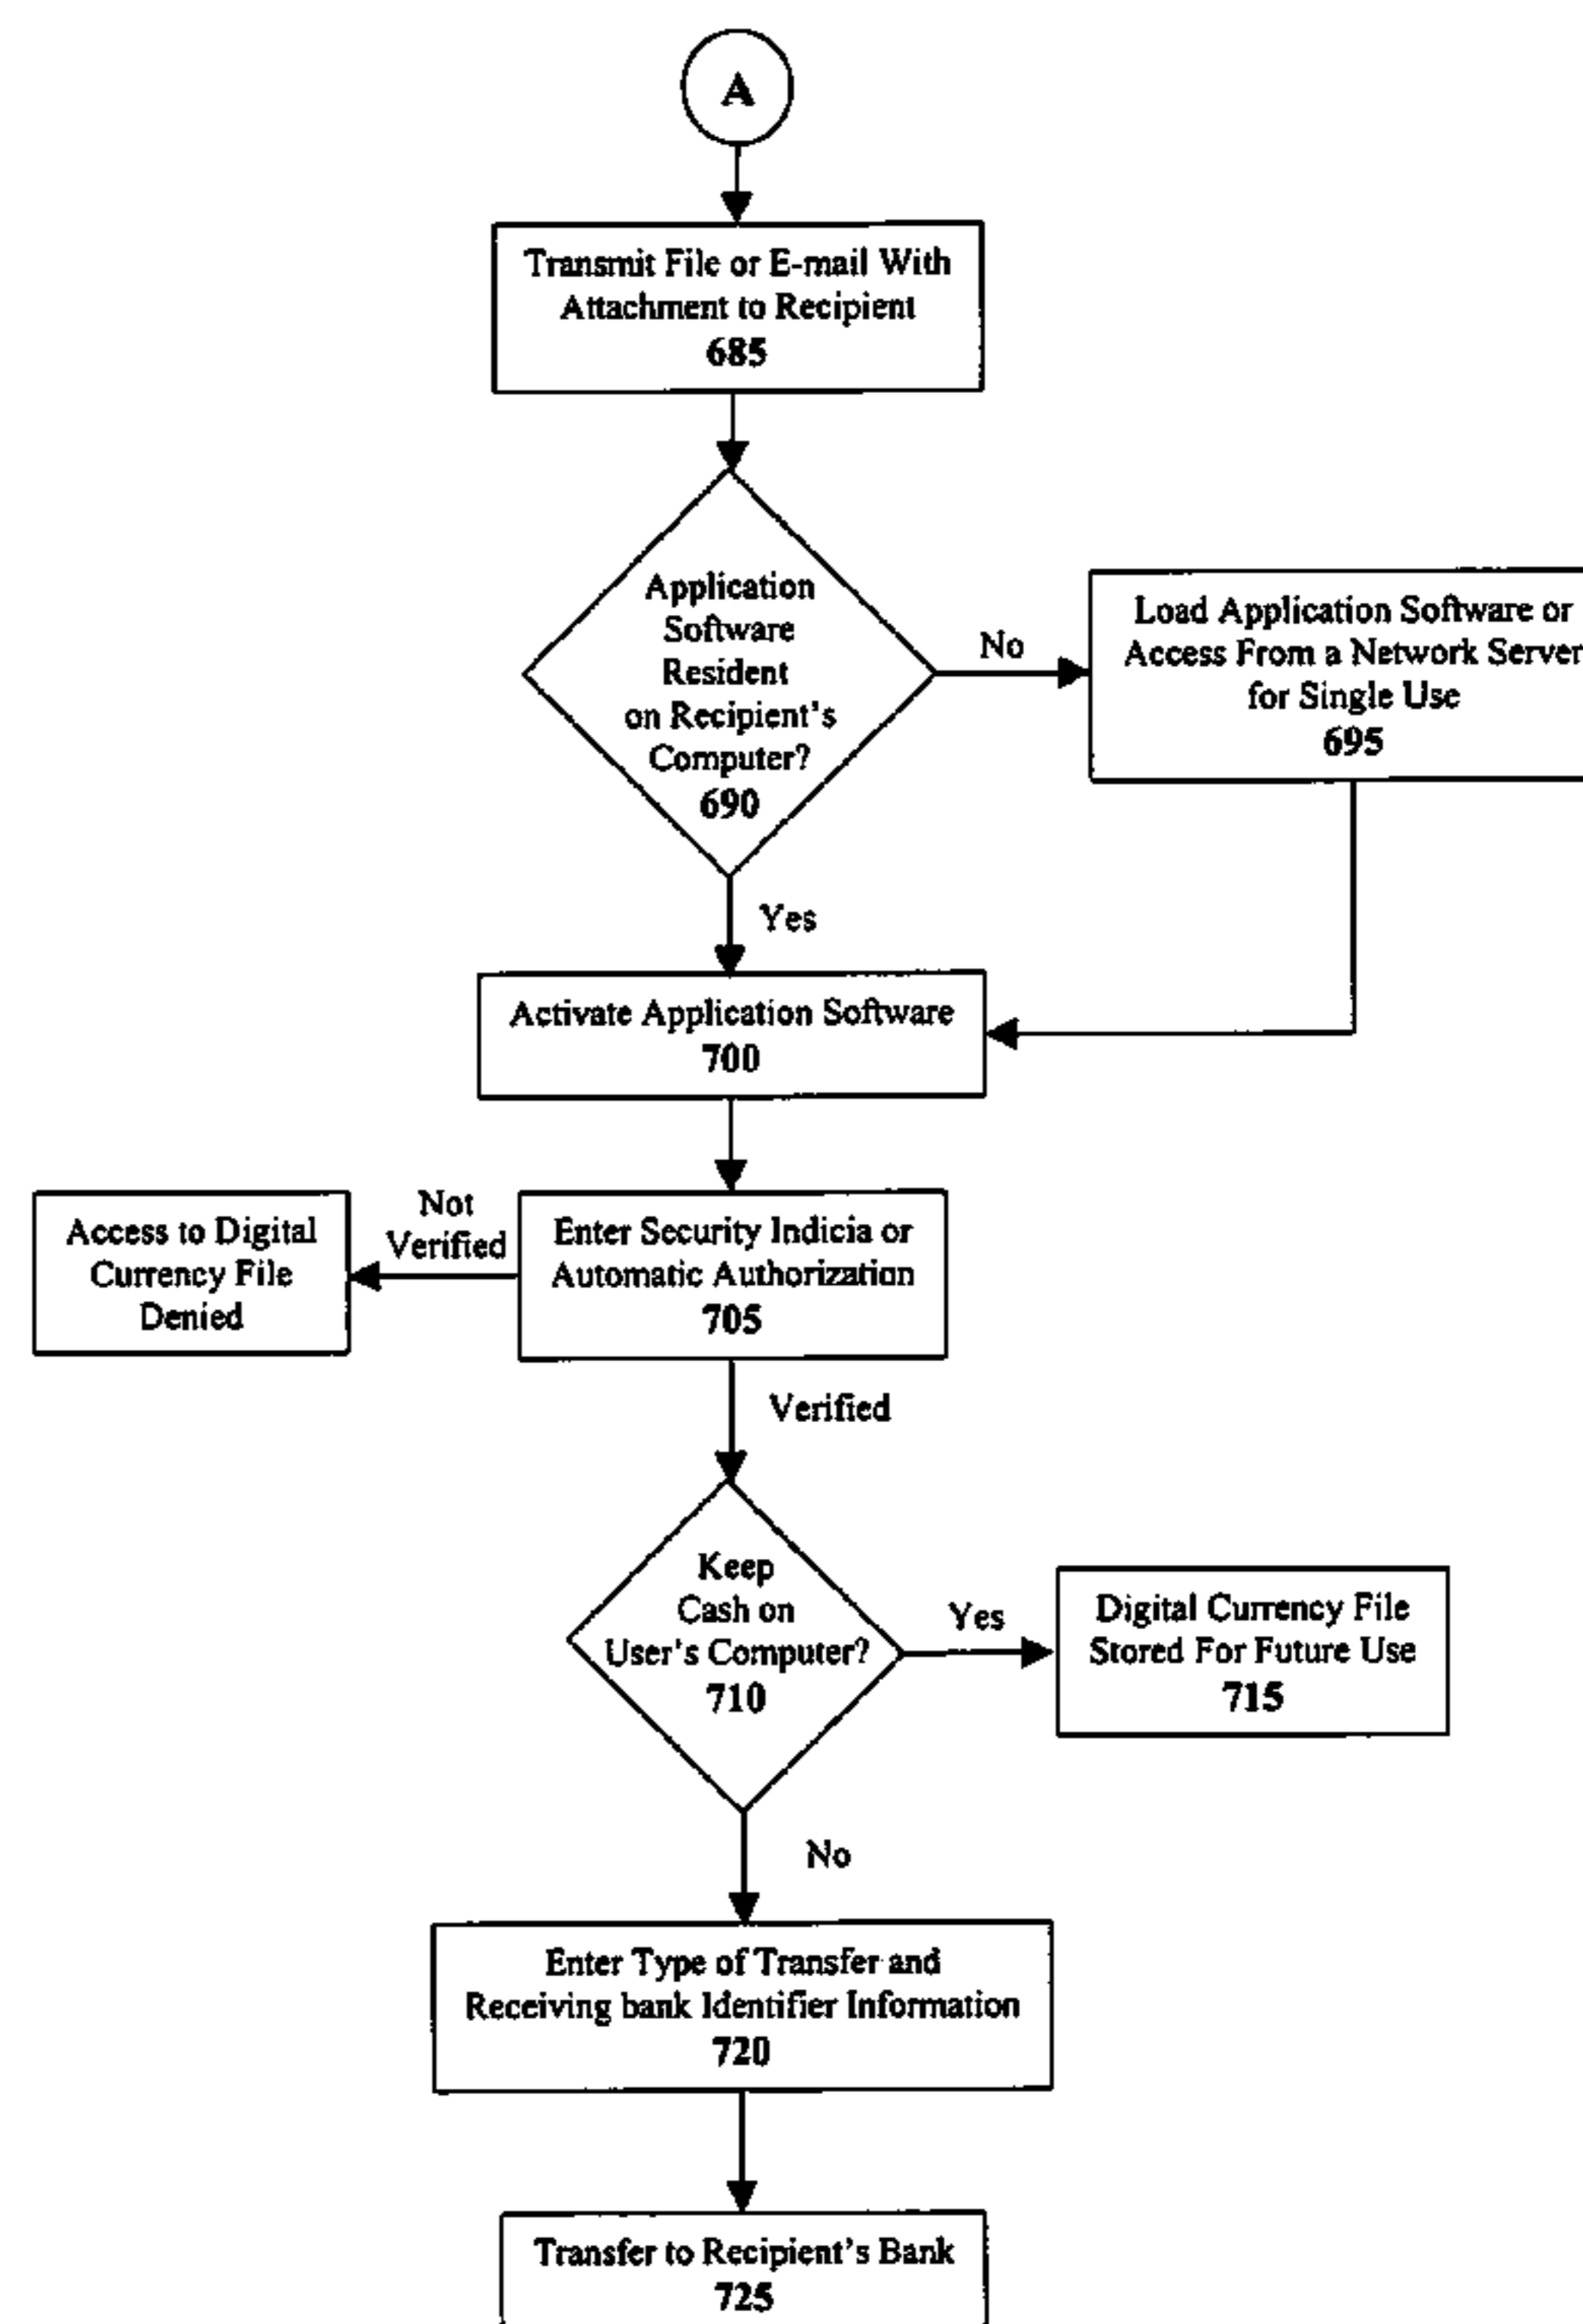 A
Transmit File or E-mail With
Attachment to Recipient
685
Application
Software
Resident
on Recipient's
Computer?
690
No
Load Application Software or
Access From a Network Server
for Single Use
695
Yes
Activate Application Software
700
Enter Security Indicia or
Automatic Authorization
705
Not
Verified
Access to Digital
Currency File
Denied
Verified
Keep
Cash on
User's Computer?
710
Yes
Digital Currency File
Stored For Future Use
715
No
Enter Type of Transfer and
Receiving bank Identifier Information
720
Transfer to Recipient's Bank
725